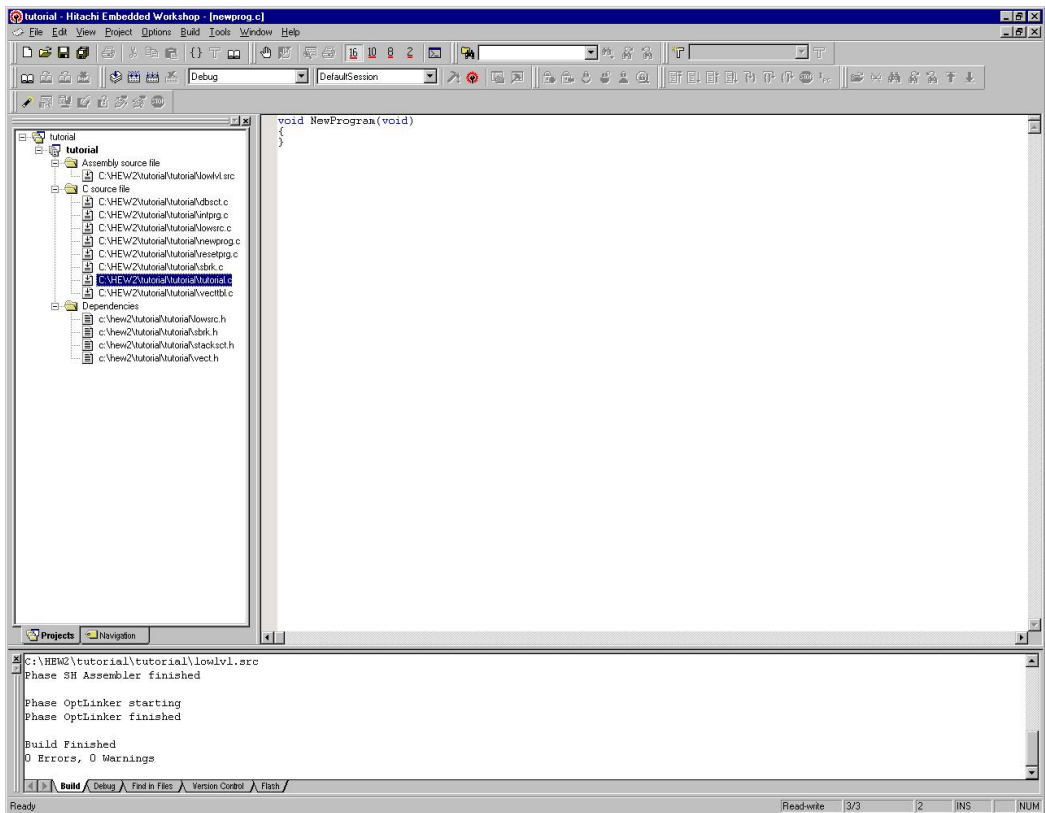 tutorial - Hitachi Embedded Workshop - [newprog.c]
File Edit View Project Options Build Tools Window Help
16 10 8 2
Debug DefaultSession
tutorial
tutorial
Assembly source file
C:\HEW2\tutorial\tutorial\lowlvl.src
C source file
C:\HEW2\tutorial\tutorial\dbsct.c
C:\HEW2\tutorial\tutorial\intprg.c
C:\HEW2\tutorial\tutorial\lowsrc.c
C:\HEW2\tutorial\tutorial\newprog.c
C:\HEW2\tutorial\tutorial\resetprg.c
C:\HEW2\tutorial\tutorial\sbrk.c
C:\HEW2\tutorial\tutorial\tutorial.c
C:\HEW2\tutorial\tutorial\vecttbl.c
Dependencies
c:\hew2\tutorial\tutorial\lowsrc.h
c:\hew2\tutorial\tutorial\sbrk.h
c:\hew2\tutorial\tutorial\stacksct.h
c:\hew2\tutorial\tutorial\vect.h
Projects Navigation
void NewProgram(void)
{
}
C:\HEW2\tutorial\tutorial\lowlvl.src
Phase SH Assembler finished
Phase OptLinker starting
Phase OptLinker finished
Build Finished
0 Errors, 0 Warnings
Build Debug Find in Files Version Control Flash
Ready Read-write 3/3 2 INS NUM